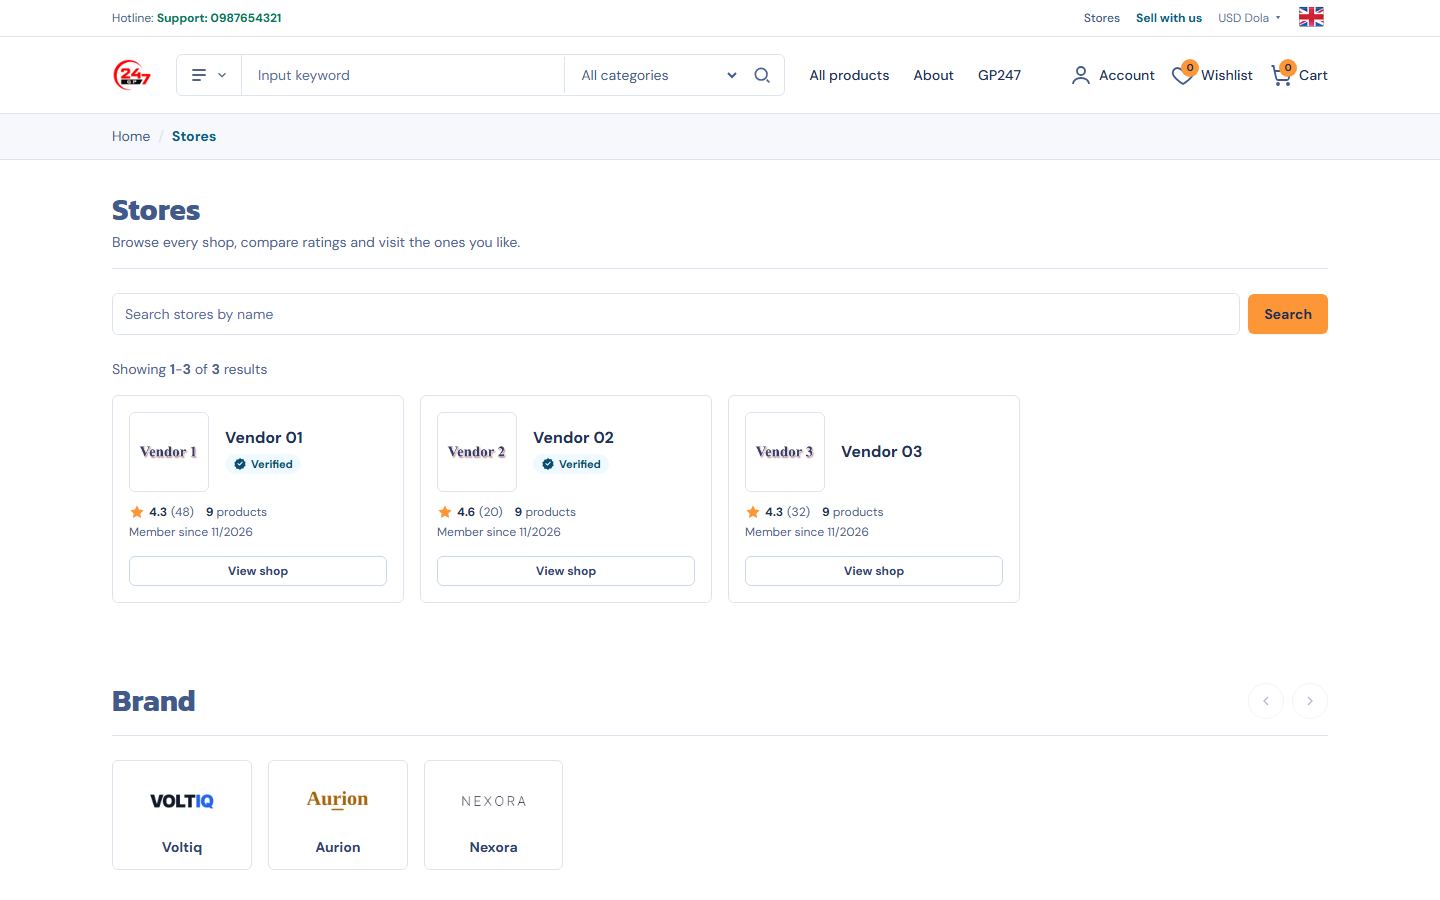 Hotline: Support: 0987654321
Stores Sell with us USD Dola
247 GP
Input keyword All categories All products About GP247 Account 0 Wishlist 0 Cart
Home / Stores
Stores
Browse every shop, compare ratings and visit the ones you like.
Search stores by name Search
Showing 1-3 of 3 results
Vendor 1 Vendor 01
Verified
4.3 (48) 9 products
Member since 11/2026
View shop
Vendor 2 Vendor 02
Verified
4.6 (20) 9 products
Member since 11/2026
View shop
Vendor 3 Vendor 03
4.3 (32) 9 products
Member since 11/2026
View shop
Brand
VOLTIQ
Voltiq
Aurion
Aurion
NEXORA
Nexora